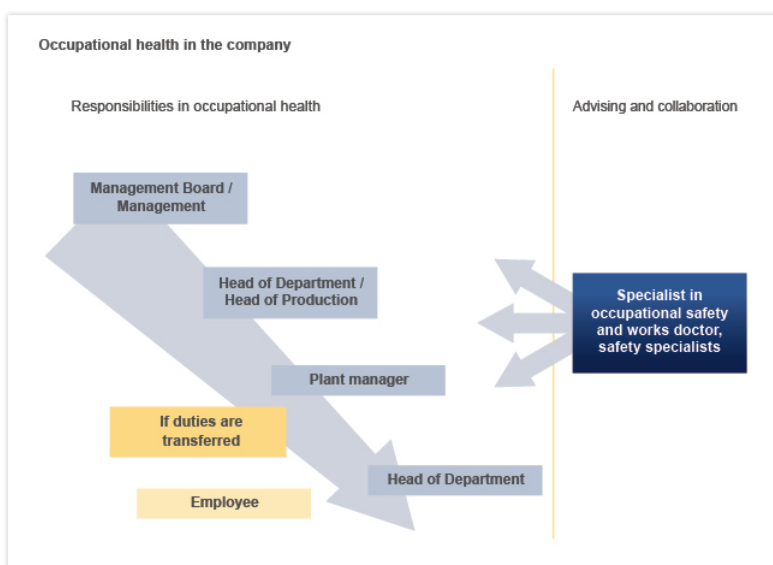 Occupational health in the company
Responsibilities in occupational health
Advising and collaboration
Management Board /
Management
Head of Department /
Head of Production
Specialist in
occupational safety
and works doctor,
safety specialists
Plant manager
If duties are
transferred
Head of Department
Employee